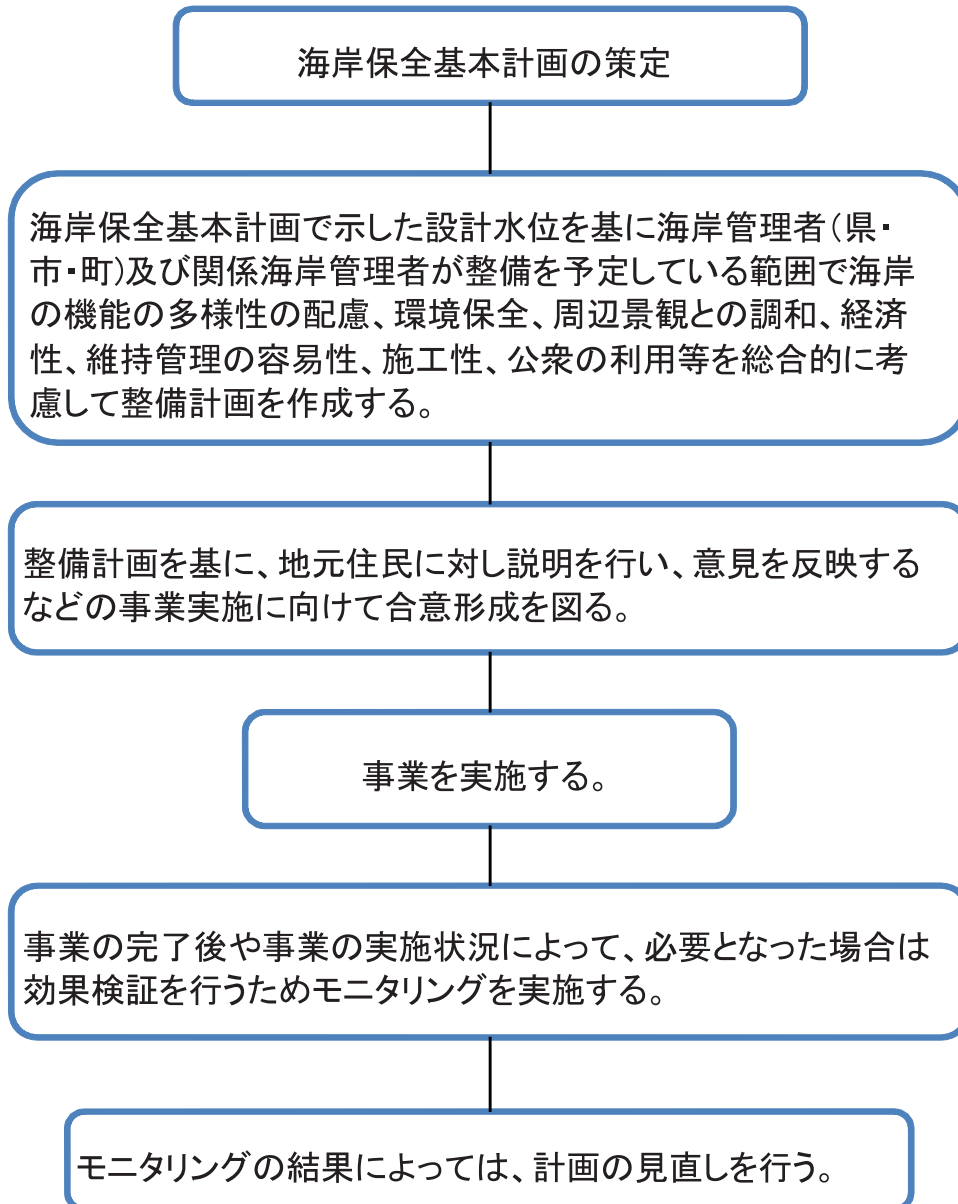 海岸保全基本計画の策定
海岸保全基本計画で示した設計水位を基に海岸管理者(県・
市・町)及び関係海岸管理者が整備を予定している範囲で海岸
の機能の多様性の配慮、環境保全、周辺景観との調和、経済
性、維持管理の容易性、施工性、公衆の利用等を総合的に考
慮して整備計画を作成する。
整備計画を基に、地元住民に対し説明を行い、意見を反映する
などの事業実施に向けて合意形成を図る。
事業を実施する。
事業の完了後や事業の実施状況によって、必要となった場合は
効果検証を行うためモニタリングを実施する。
モニタリングの結果によっては、計画の見直しを行う。